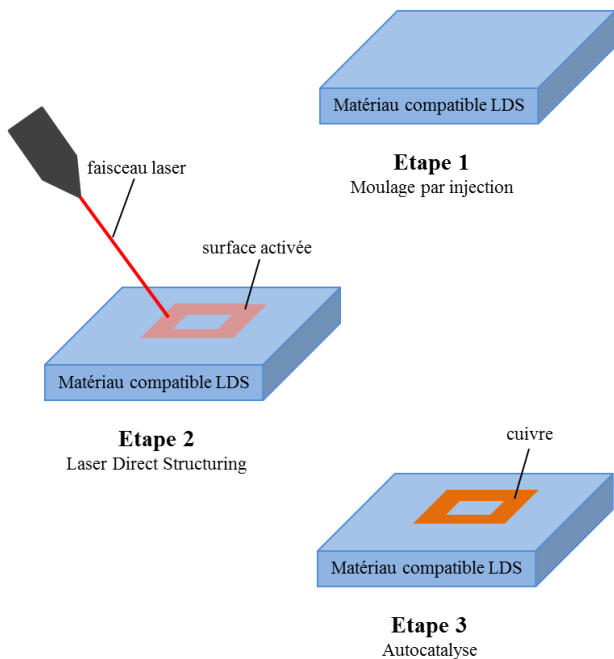 Matériau compatible LDS
Etape 1
Moulage par injection
faisceau laser
surface activée
Matériau compatible LDS
Etape 2
Laser Direct Structuring
cuivre
Matériau compatible LDS
Etape 3
Autocatalyse